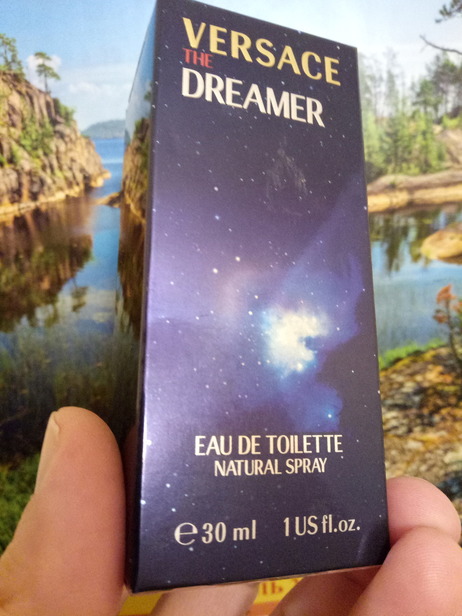 VERSACE
THE
DREAMER
EAU DE TOILETTE
NATURAL SPRAY
℮ 30 ml 1 US fl.oz.